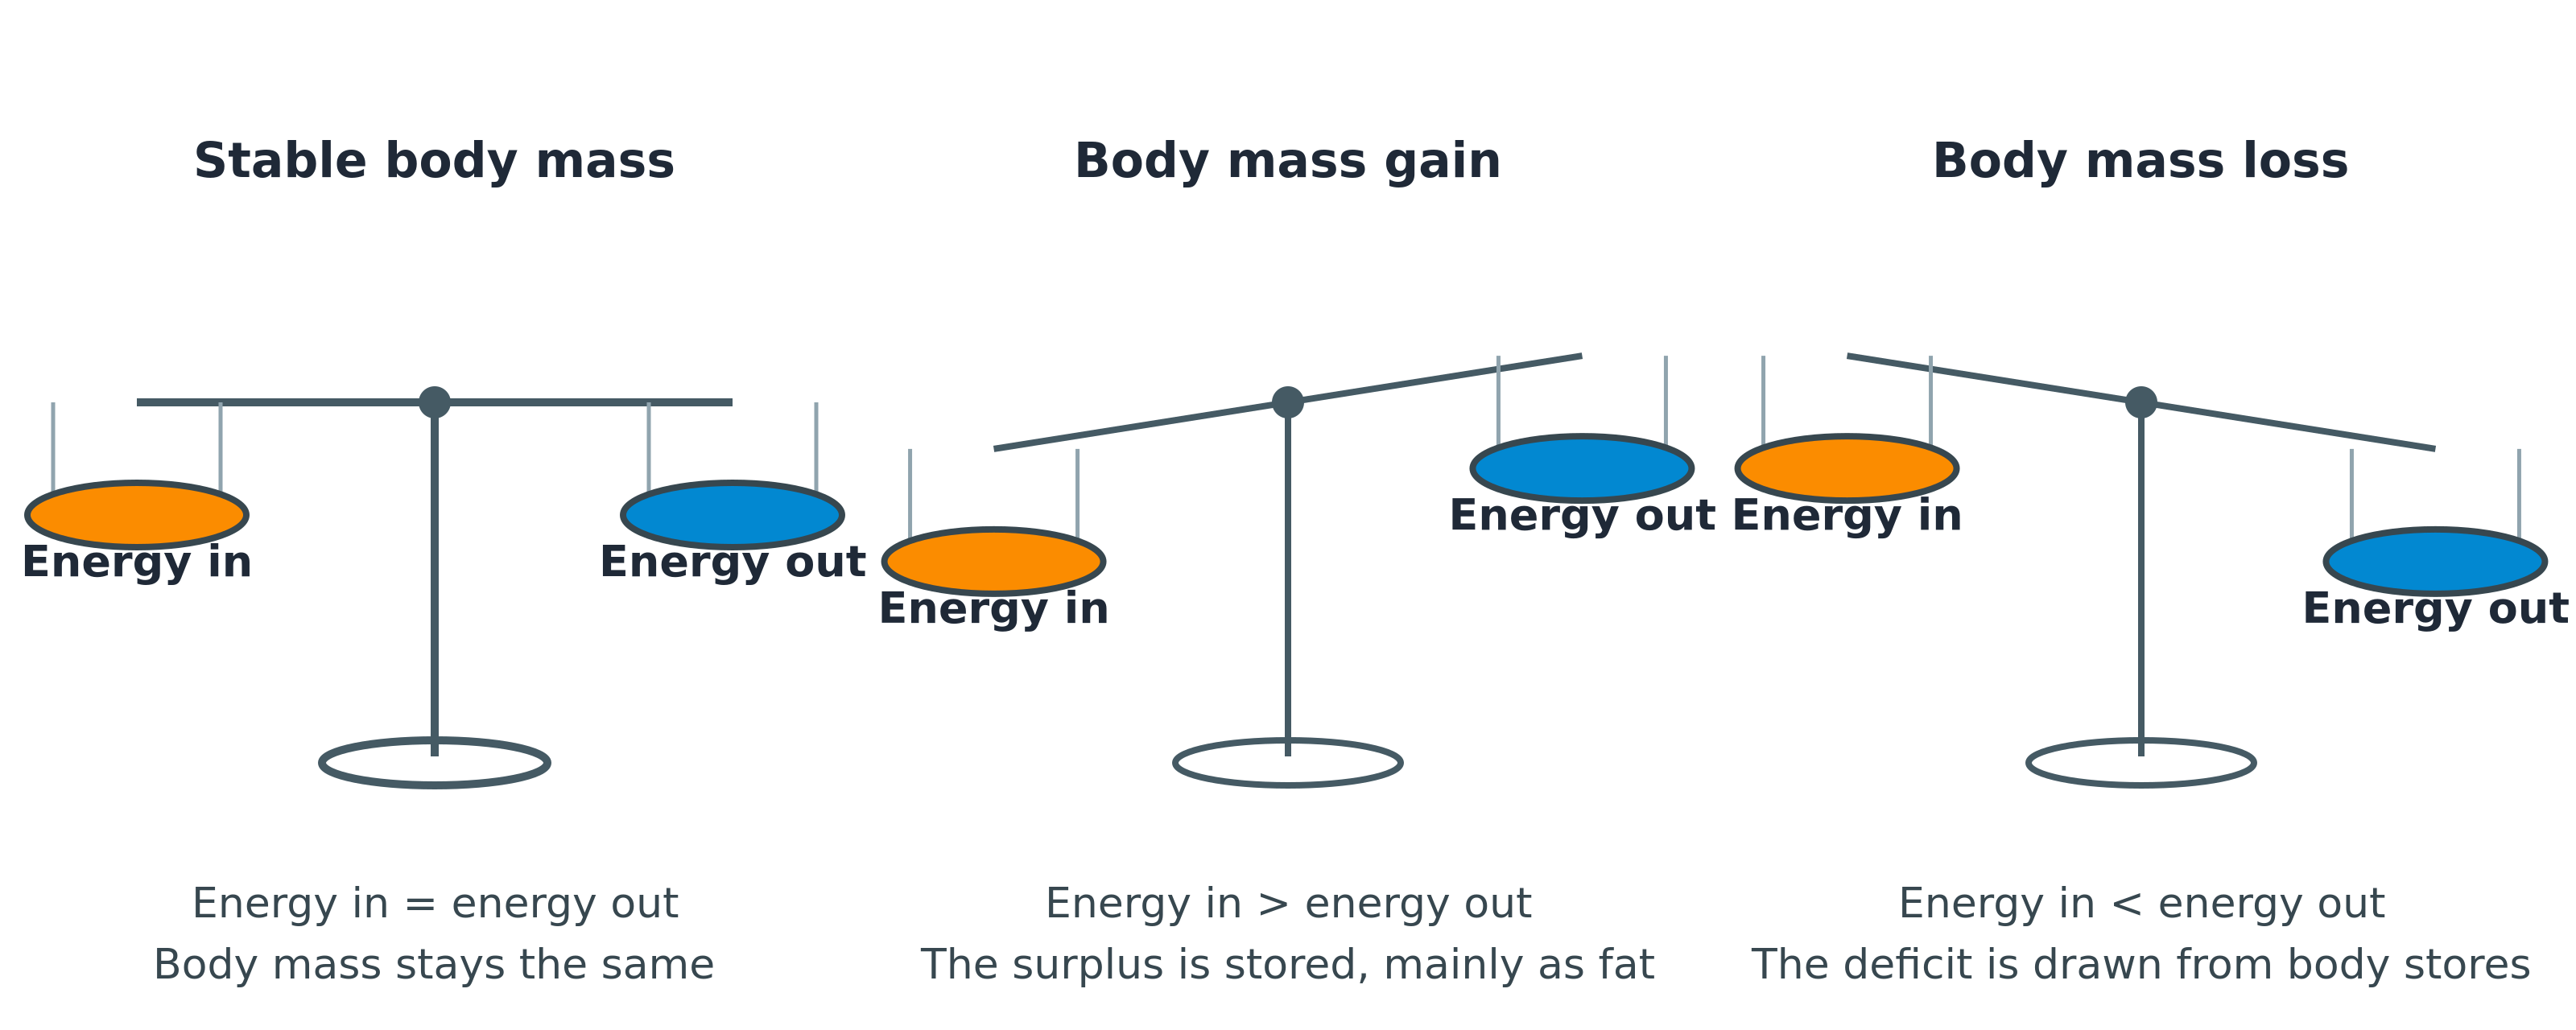 Stable body mass
Energy in
Energy out
Energy in = energy out
Body mass stays the same
Body mass gain
Energy in
Energy out
Energy in > energy out
The surplus is stored, mainly as fat
Body mass loss
Energy in
Energy out
Energy in < energy out
The deficit is drawn from body stores